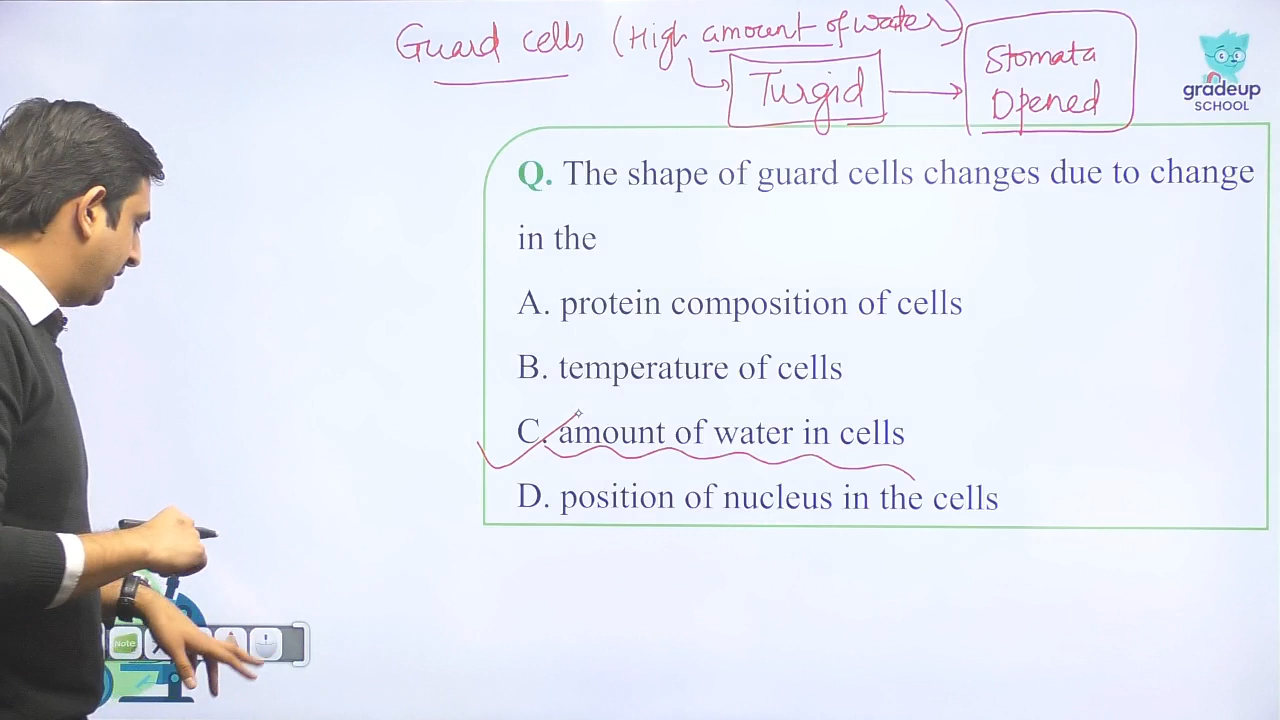 Guard cells (High amount of water)
Turgid
Stomata
Opened
gradeup
SCHOOL
Q. The shape of guard cells changes due to change
in the
A. protein composition of cells
B. temperature of cells
C. amount of water in cells
D. position of nucleus in the cells
Note